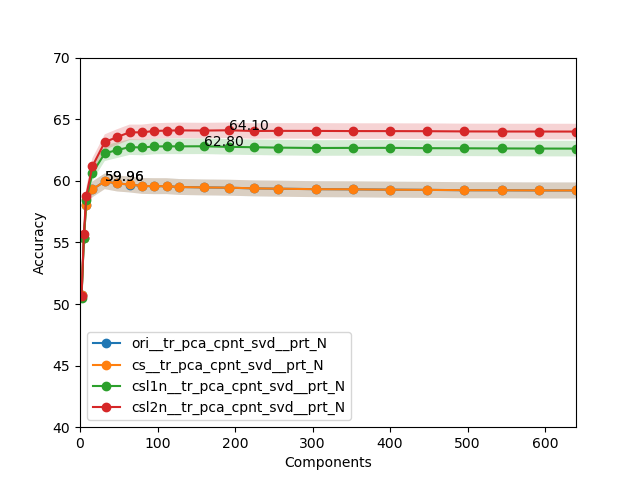 70
65
60
55
50
45
40
Accuracy
64.10
62.80
59.96
ori__tr_pca_cpnt_svd__prt_N
cs__tr_pca_cpnt_svd__prt_N
csl1n__tr_pca_cpnt_svd__prt_N
csl2n__tr_pca_cpnt_svd__prt_N
0 100 200 300 400 500 600
Components